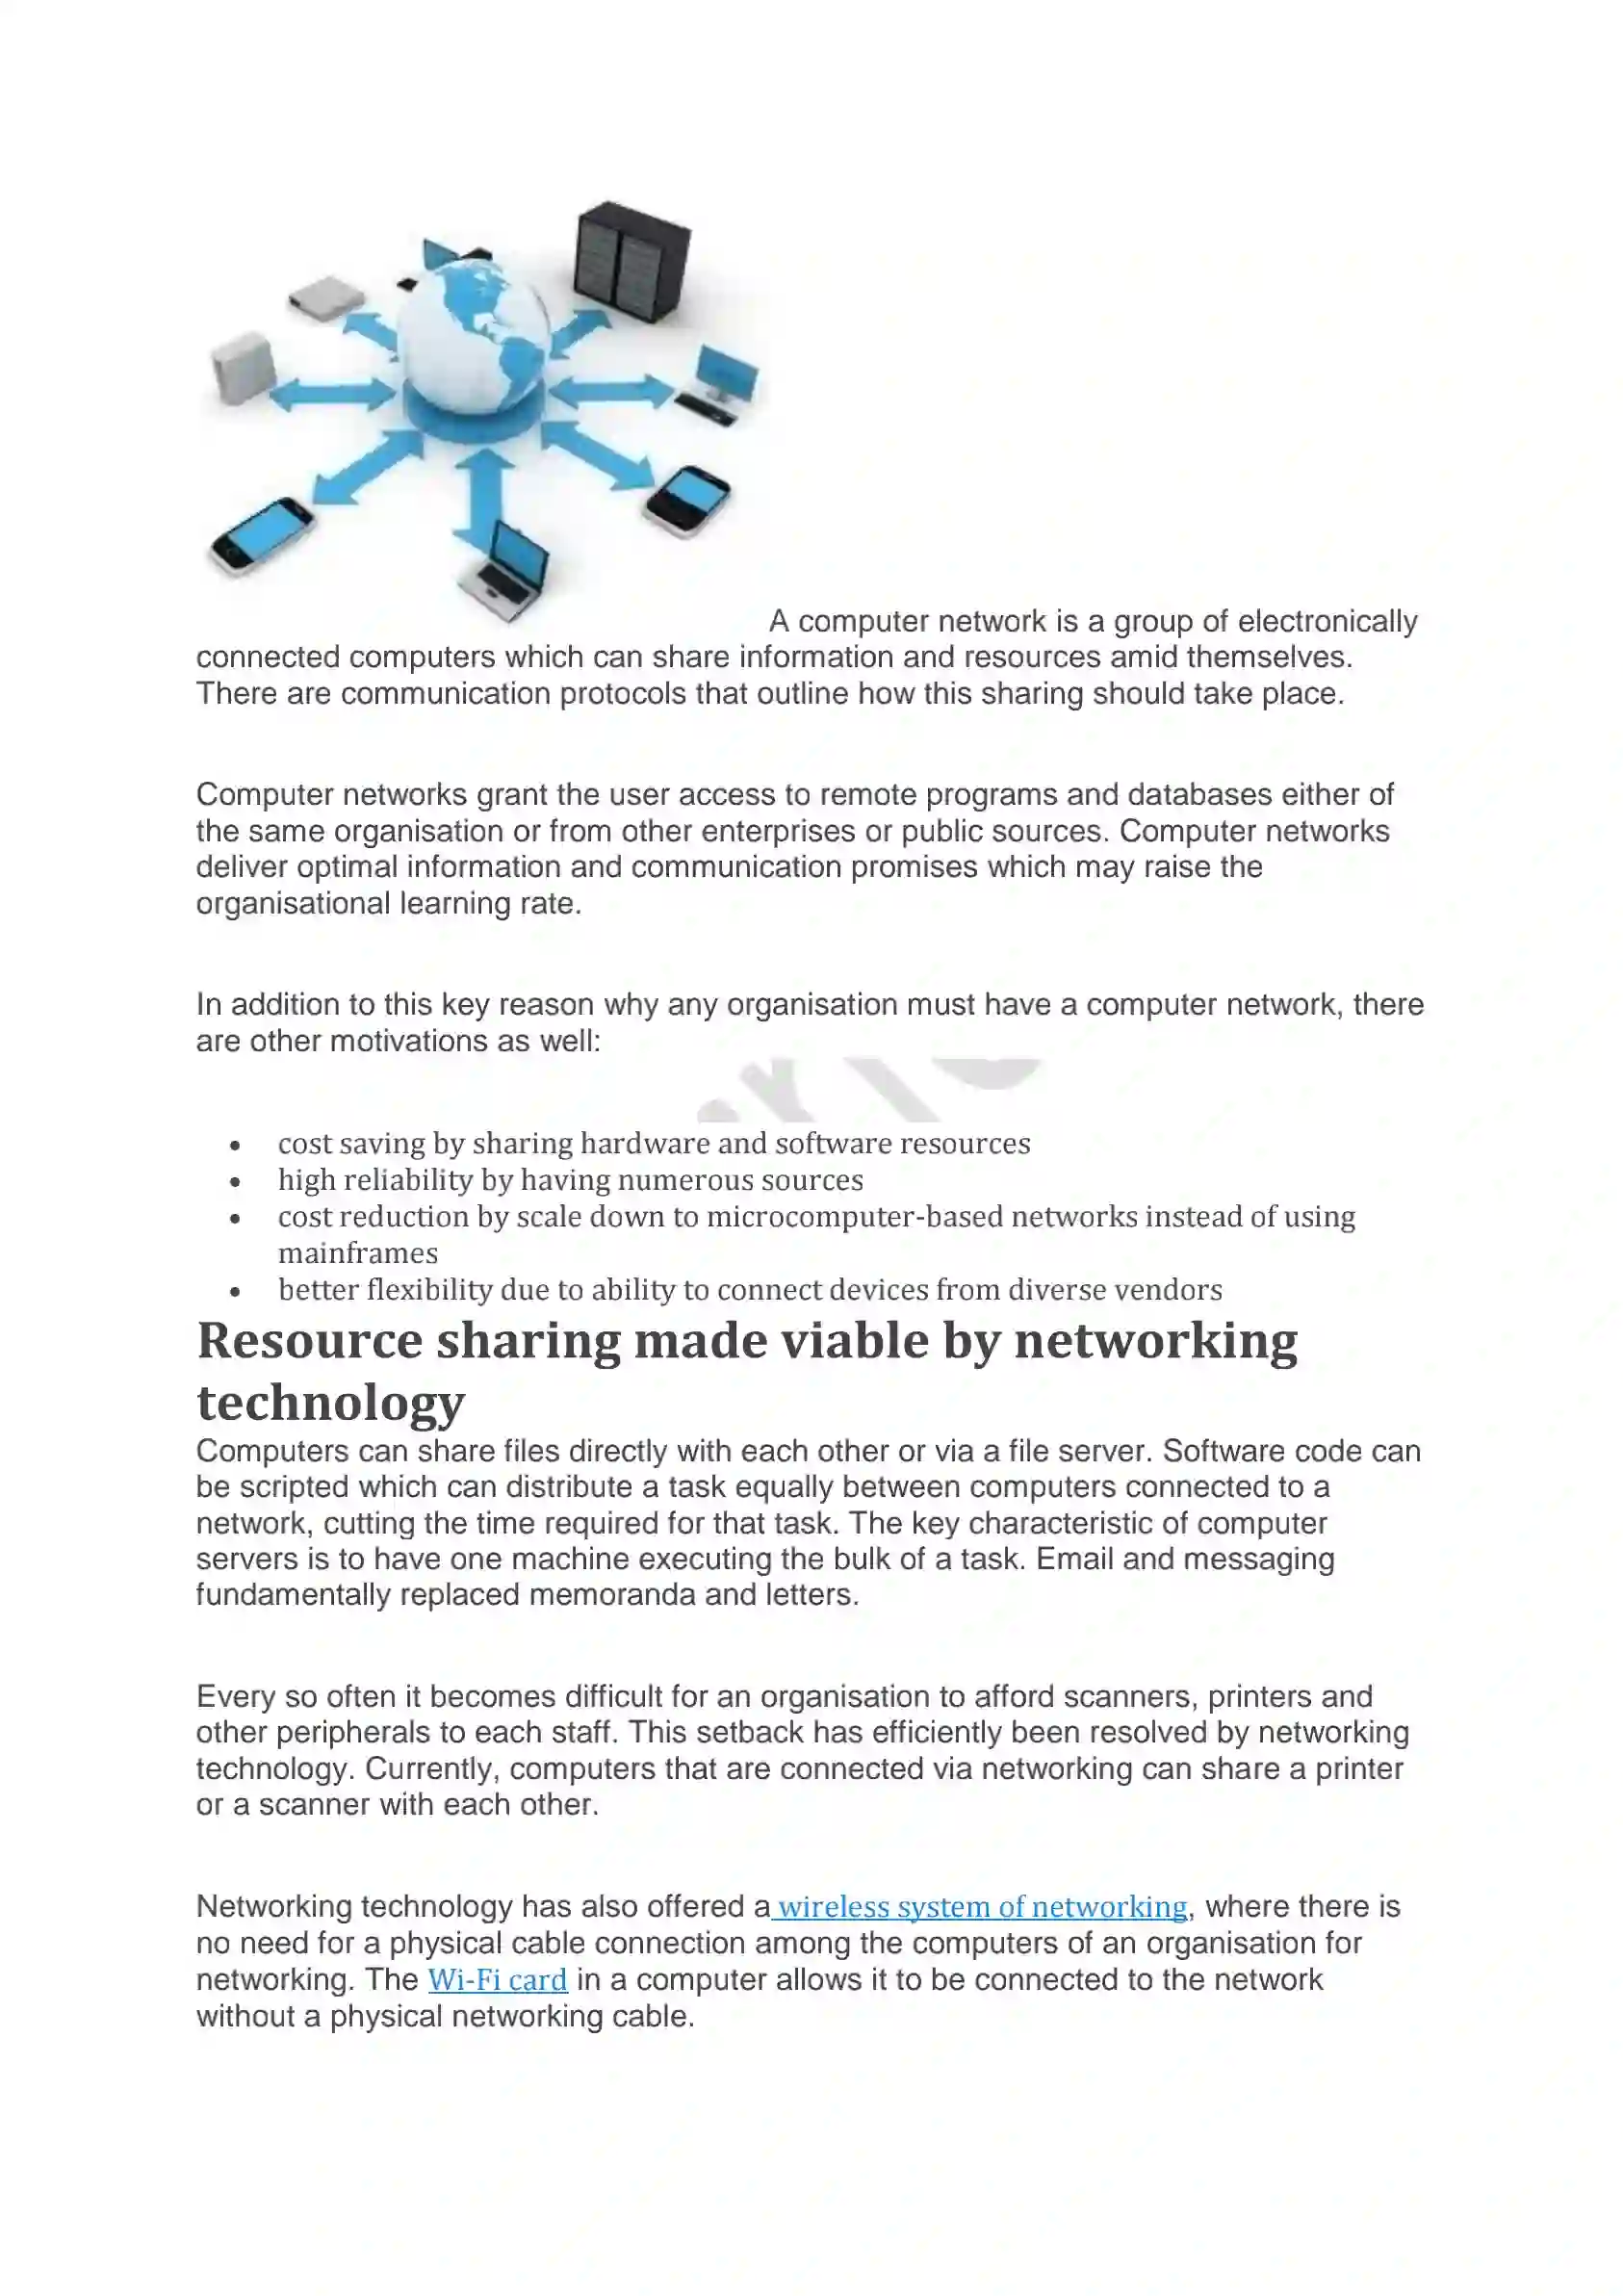 A computer network is a group of electronically
connected computers which can share information and resources amid themselves.
There are communication protocols that outline how this sharing should take place.
Computer networks grant the user access to remote programs and databases either of
the same organisation or from other enterprises or public sources. Computer networks
deliver optimal information and communication promises which may raise the
organisational learning rate.
In addition to this key reason why any organisation must have a computer network, there
are other motivations as well:
• cost saving by sharing hardware and software resources
• high reliability by having numerous sources
• cost reduction by scale down to microcomputer-based networks instead of using
mainframes
• better flexibility due to ability to connect devices from diverse vendors
Resource sharing made viable by networking
technology
Computers can share files directly with each other or via a file server. Software code can
be scripted which can distribute a task equally between computers connected to a
network, cutting the time required for that task. The key characteristic of computer
servers is to have one machine executing the bulk of a task. Email and messaging
fundamentally replaced memoranda and letters.
Every so often it becomes difficult for an organisation to afford scanners, printers and
other peripherals to each staff. This setback has efficiently been resolved by networking
technology. Currently, computers that are connected via networking can share a printer
or a scanner with each other.
Networking technology has also offered a wireless system of networking, where there is
no need for a physical cable connection among the computers of an organisation for
networking. The Wi-Fi card in a computer allows it to be connected to the network
without a physical networking cable.